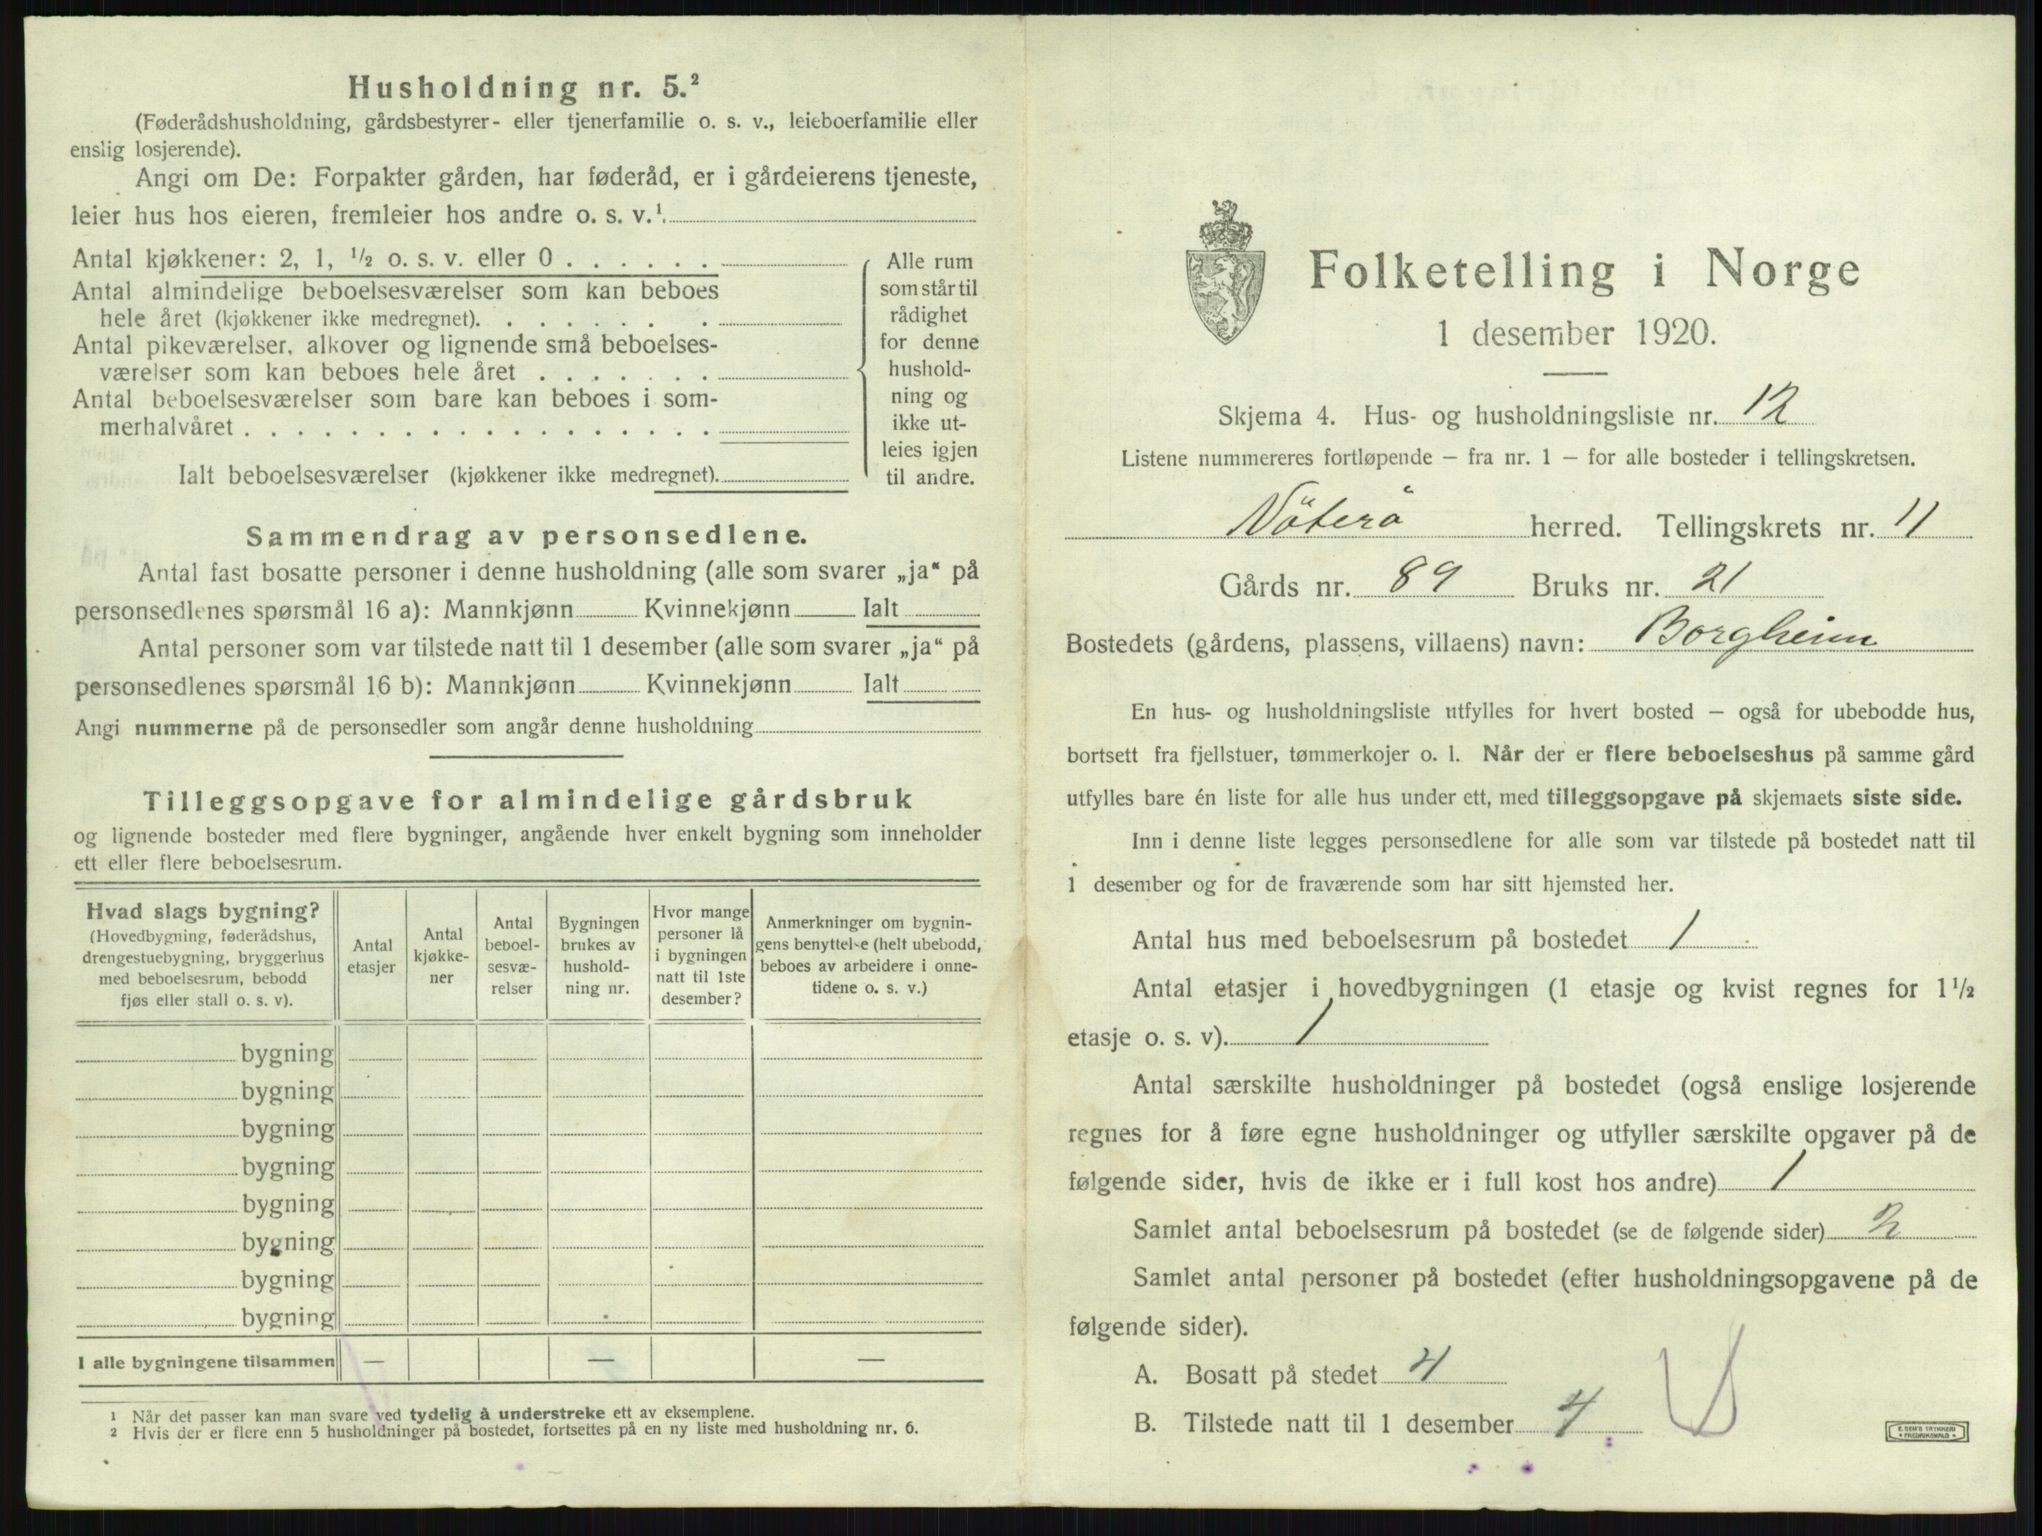 Husholdning nr. 5.²
(Føderådshusholdning, gårdsbestyrer- eller tjenerfamilie o. s. v., leieboerfamilie eller
enslig losjerende).
Angi om De: Forpakter gården, har føderåd, er i gårdeierens tjeneste,
leier hus hos eieren, fremleier hos andre o. s. v.¹
Antal kjøkkener: 2, 1, ¹/₂ o. s. v. eller 0 . . . . . .
Antal almindelige beboelsesværelser som kan beboes
hele året (kjøkkener ikke medregnet). . . . . . . .
Antal pikeværelser, alkover og lignende små beboelses-
værelser som kan beboes hele året . . . . . . .
Antal beboelsesværelser som bare kan beboes i som-
merhalvåret . . . . . . . . . . . . . . . . . .
Ialt beboelsesværelser (kjøkkener ikke medregnet).
Alle rum
som står til
rådighet
for denne
hushold-
ning og
ikke ut-
leies igjen
til andre.
Sammendrag av personsedlene.
Antal fast bosatte personer i denne husholdning (alle som svarer „ja“ på
personsedlenes spørsmål 16 a): Mannkjønn Kvinnekjønn Ialt
Antal personer som var tilstede natt til 1 desember (alle som svarer „ja“ på
personsedlenes spørsmål 16 b): Mannkjønn Kvinnekjønn Ialt
Angi nummerne på de personsedler som angår denne husholdning
Tilleggsopgave for almindelige gårdsbruk
og lignende bosteder med flere bygninger, angående hver enkelt bygning som inneholder
ett eller flere beboelsesrum.
Hvad slags bygning?
(Hovedbygning, føderådshus,
drengestuebygning, bryggerhus
med beboelsesrum, bebodd
fjøs eller stall o. s. v).
Antal
etasjer
Antal
kjøkke-
ner
Antal
beboel-
sesvæ-
relser
Bygningen
brukes av
hushold-
ning nr.
Hvor mange
personer lå
i bygningen
natt til 1ste
desember?
Anmerkninger om bygnin-
gens benyttelse (helt ubebodd,
beboes av arbeidere i onne-
tidene o. s. v.)
bygning
bygning
bygning
bygning
bygning
bygning
bygning
bygning
I alle bygningene tilsammen — — —
¹ Når det passer kan man svare ved tydelig å understreke ett av eksemplene.
² Hvis der er flere enn 5 husholdninger på bostedet, fortsettes på en ny liste med husholdning nr. 6.
Folketelling i Norge
1 desember 1920.
Skjema 4. Hus- og husholdningsliste nr. 12
Listene nummereres fortløpende — fra nr. 1 — for alle bosteder i tellingskretsen.
Nöterö herred. Tellingskrets nr. 11
Gårds nr. 89 Bruks nr. 21
Bostedets (gårdens, plassens, villaens) navn: Borgheim
En hus- og husholdningsliste utfylles for hvert bosted — også for ubebodde hus,
bortsett fra fjellstuer, tømmerkojer o. l. Når der er flere beboelseshus på samme gård
utfylles bare én liste for alle hus under ett, med tilleggsopgave på skjemaets siste side.
Inn i denne liste legges personsedlene for alle som var tilstede på bostedet natt til
1 desember og for de fraværende som har sitt hjemsted her.
Antal hus med beboelsesrum på bostedet 1
Antal etasjer i hovedbygningen (1 etasje og kvist regnes for 1¹/₂
etasje o. s. v). 1
Antal særskilte husholdninger på bostedet (også enslige losjerende
regnes for å føre egne husholdninger og utfyller særskilte opgaver på de
følgende sider, hvis de ikke er i full kost hos andre) 1
Samlet antal beboelsesrum på bostedet (se de følgende sider) 2
Samlet antal personer på bostedet (efter husholdningsopgavene på de
følgende sider).
A. Bosatt på stedet 4
B. Tilstede natt til 1 desember 4